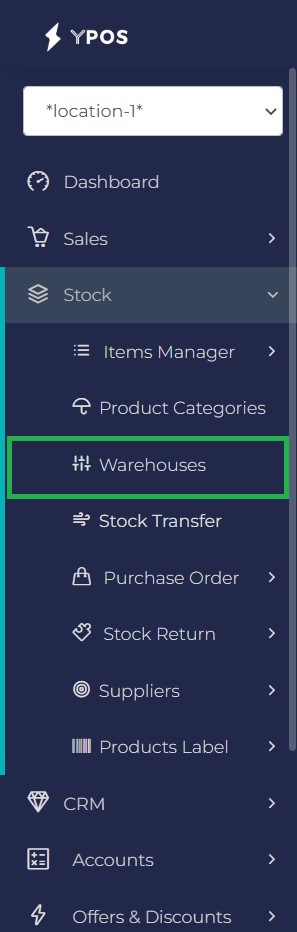 YPOS
*location-1*
Dashboard
Sales
Stock
Items Manager
Product Categories
Warehouses
Stock Transfer
Purchase Order
Stock Return
Suppliers
Products Label
CRM
Accounts
Offers & Discounts